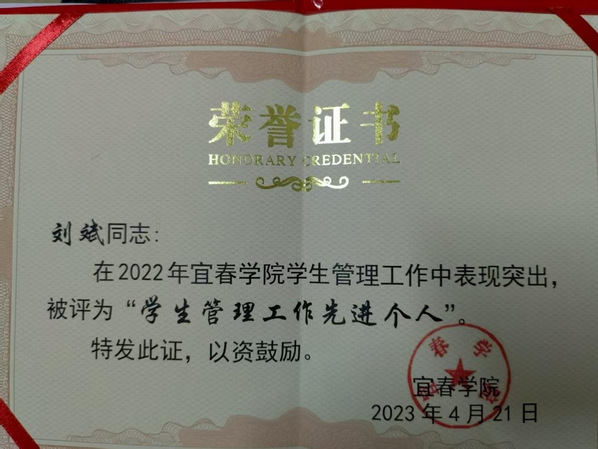 荣誉证书
HONORARY CREDENTIAL
刘斌同志：
在2022年宜春学院学生管理工作中表现突出，
被评为“学生管理工作先进个人”。
特发此证，以资鼓励。
宜春学院
2023年4月21日